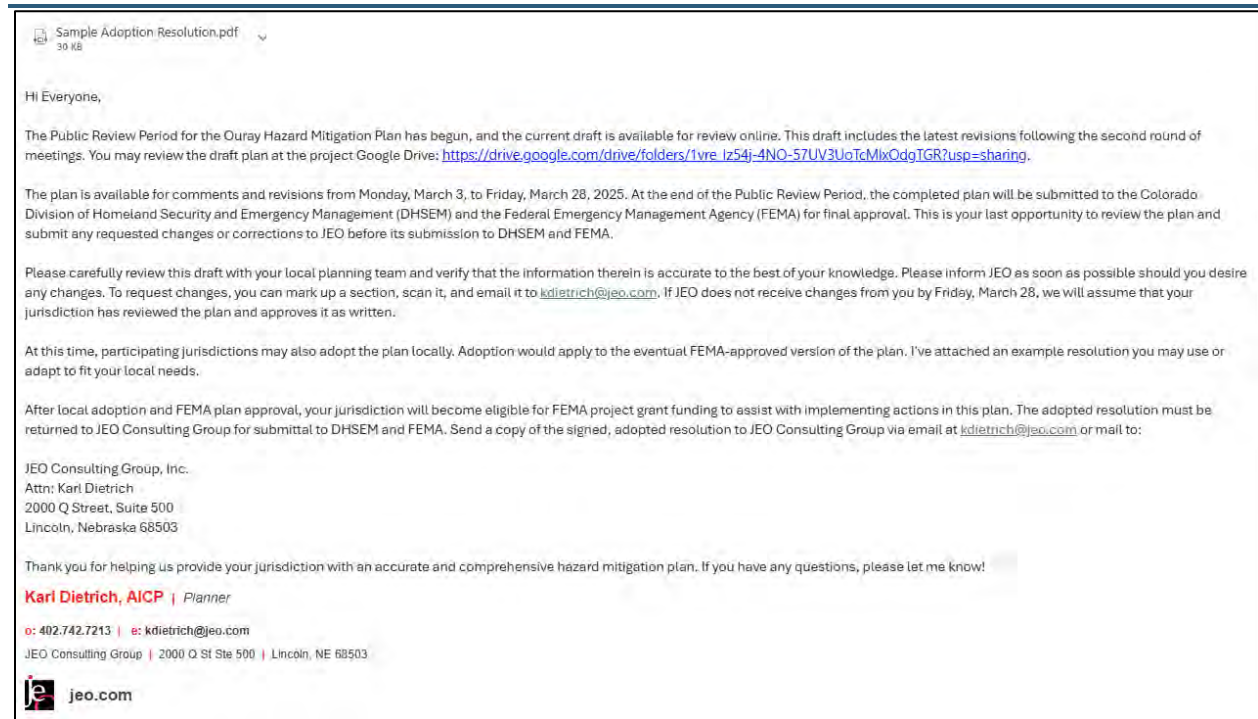 Sample Adoption Resolution.pdf
30 KB
Hi Everyone,
The Public Review Period for the Ouray Hazard Mitigation Plan has begun, and the current draft is available for review online. This draft includes the latest revisions following the second round of
meetings. You may review the draft plan at the project Google Drive: https://drive.google.com/drive/folders/1vre_Iz54j-4NO-57UV3UoTcMlxOdgTGR?usp=sharing.
The plan is available for comments and revisions from Monday, March 3, to Friday, March 28, 2025. At the end of the Public Review Period, the completed plan will be submitted to the Colorado
Division of Homeland Security and Emergency Management (DHSEM) and the Federal Emergency Management Agency (FEMA) for final approval. This is your last opportunity to review the plan and
submit any requested changes or corrections to JEO before its submission to DHSEM and FEMA.
Please carefully review this draft with your local planning team and verify that the information therein is accurate to the best of your knowledge. Please inform JEO as soon as possible should you desire
any changes. To request changes, you can mark up a section, scan it, and email it to kdietrich@jeo.com. If JEO does not receive changes from you by Friday, March 28, we will assume that your
jurisdiction has reviewed the plan and approves it as written.
At this time, participating jurisdictions may also adopt the plan locally. Adoption would apply to the eventual FEMA-approved version of the plan. I've attached an example resolution you may use or
adapt to fit your local needs.
After local adoption and FEMA plan approval, your jurisdiction will become eligible for FEMA project grant funding to assist with implementing actions in this plan. The adopted resolution must be
returned to JEO Consulting Group for submittal to DHSEM and FEMA. Send a copy of the signed, adopted resolution to JEO Consulting Group via email at kdietrich@jeo.com or mail to:
JEO Consulting Group, Inc.
Attn: Karl Dietrich
2000 Q Street, Suite 500
Lincoln, Nebraska 68503
Thank you for helping us provide your jurisdiction with an accurate and comprehensive hazard mitigation plan. If you have any questions, please let me know!
Karl Dietrich, AICP | Planner
o: 402.742.7213 | e: kdietrich@jeo.com
JEO Consulting Group | 2000 Q St Ste 500 | Lincoln, NE 68503
je jeo.com